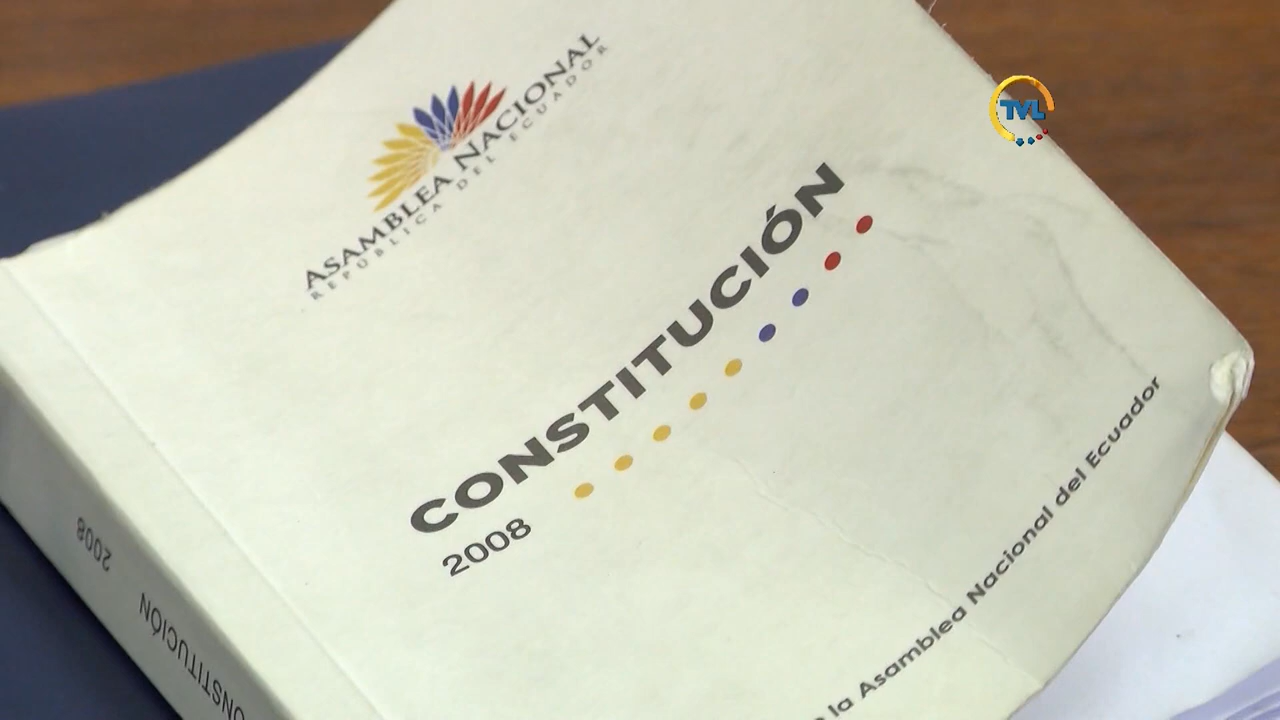 ASAMBLEA NACIONAL
REPÚBLICA DEL ECUADOR
TVL
CONSTITUCIÓN
2008
la Asamblea Nacional del Ecuador
2008
CONSTITUCIÓN